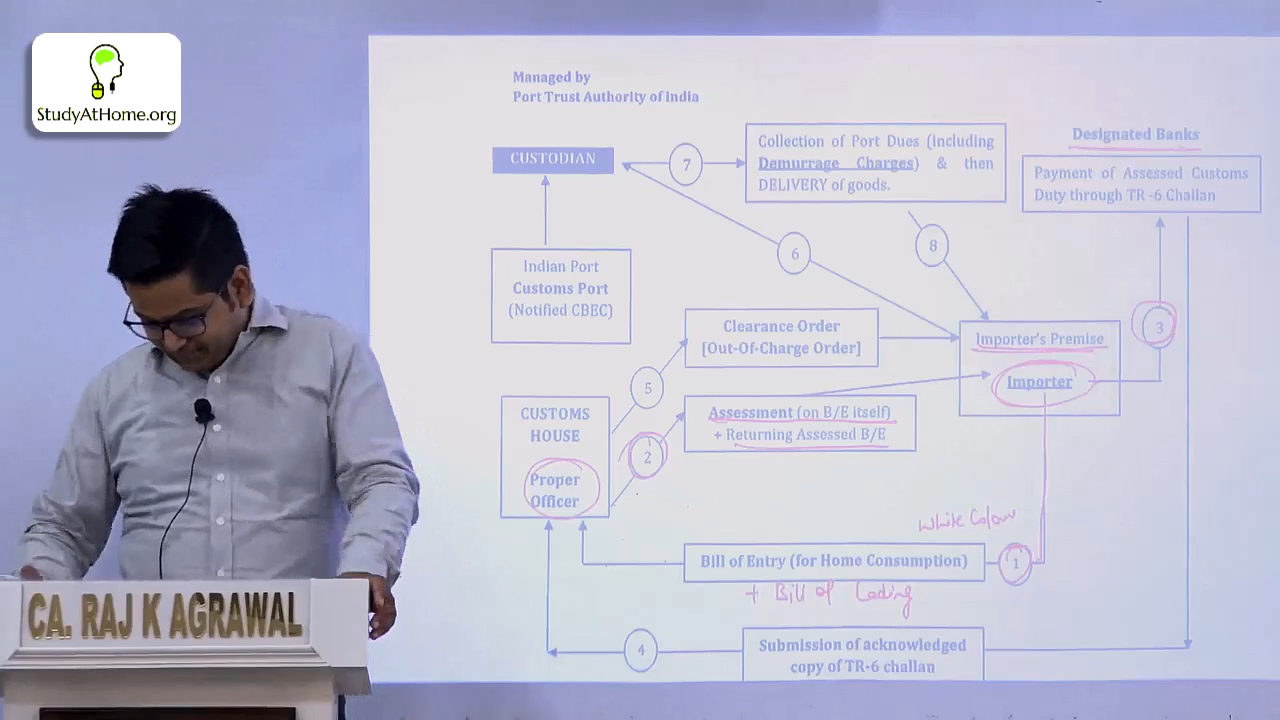 StudyAtHome.org
Managed by
Port Trust Authority of India
CUSTODIAN
7
Collection of Port Dues (including
Demurrage Charges) & then
DELIVERY of goods.
Designated Banks
Payment of Assessed Customs
Duty through TR -6 Challan
6
8
Indian Port
Customs Port
(Notified CBEC)
Clearance Order
[Out-Of-Charge Order]
Importer's Premise
Importer
3
5
CUSTOMS
HOUSE
Proper
Officer
2
Assessment (on B/E itself)
+ Returning Assessed B/E
White Colour
Bill of Entry (for Home Consumption)
1
+ Bill of Lading
4
Submission of acknowledged
copy of TR-6 challan
CA. RAJ K AGRAWAL